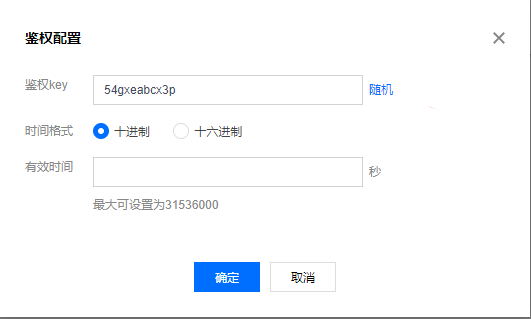 鉴权配置
鉴权key 54gxeabcx3p 随机
时间格式 十进制 十六进制
有效时间 秒
最大可设置为31536000
确定 取消